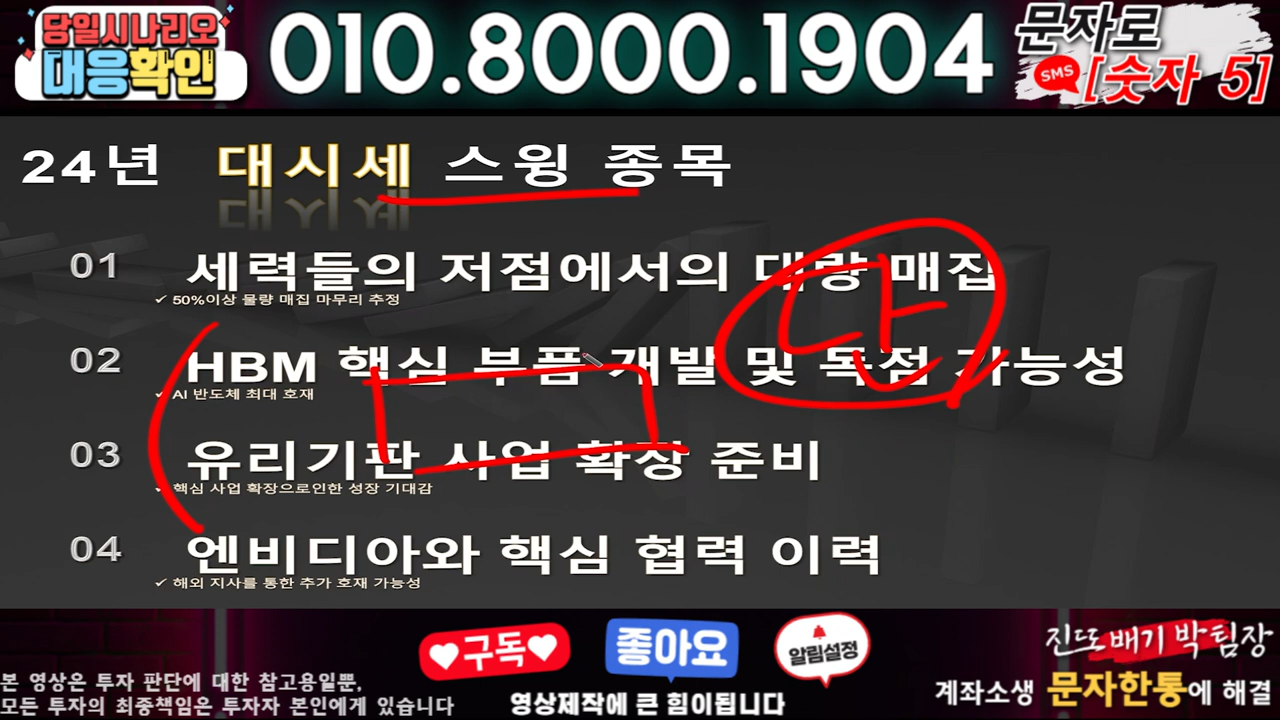 당일시나리오
대응확인
010.8000.1904
문자로
SMS
[숫자 5]
24년 대시세 스윙 종목
01 세력들의 저점에서의 대량 매집
✓ 50%이상 물량 매집 마무리 추정
02 HBM 핵심 부품 개발 및 독점 가능성
✓ AI 반도체 최대 호재
03 유리기판 사업 확장 준비
✓ 핵심 사업 확장으로인한 성장 기대감
04 엔비디아와 핵심 협력 이력
✓ 해외 지사를 통한 추가 호재 가능성
구독
좋아요
알림설정
영상제작에 큰 힘이됩니다
본 영상은 투자 판단에 대한 참고용일뿐,
모든 투자의 최종책임은 투자자 본인에게 있습니다
진또배기 박팀장
계좌소생 문자한통에 해결